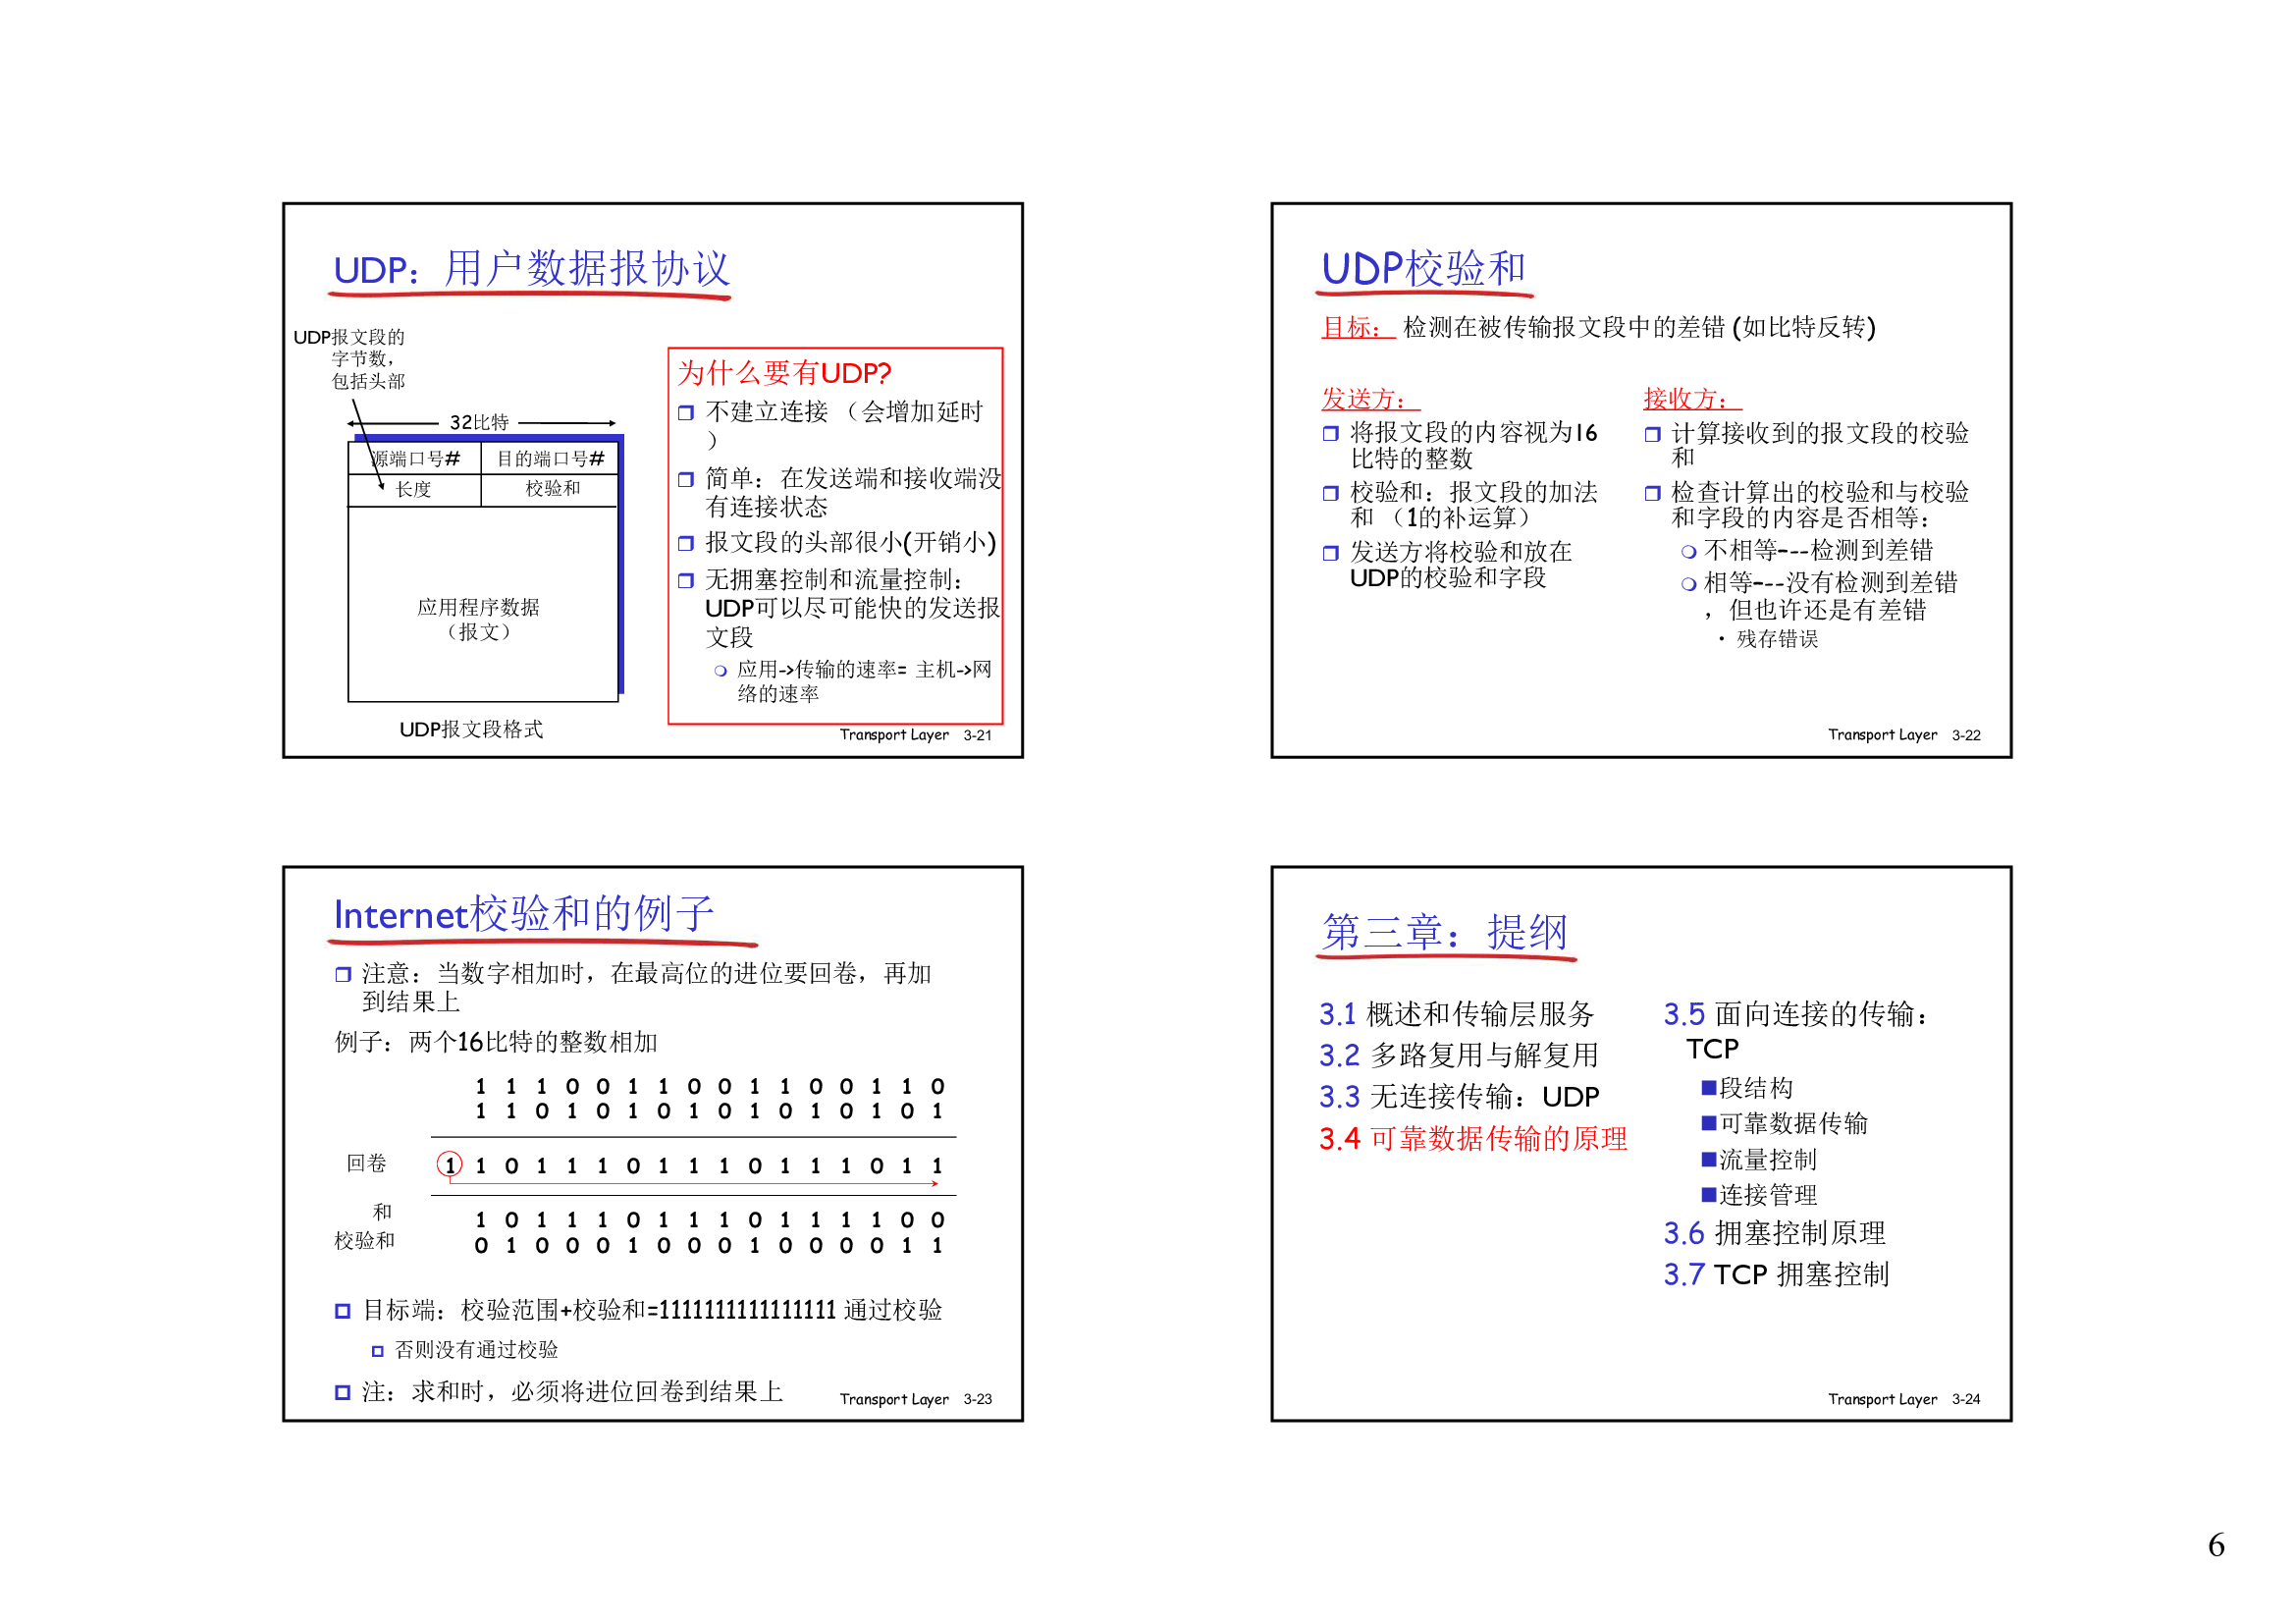 UDP：用户数据报协议
UDP报文段的
字节数，
包括头部
32比特
源端口号# 目的端口号#
长度 校验和
应用程序数据
（报文）
UDP报文段格式
为什么要有UDP?
不建立连接 （会增加延时
）
简单：在发送端和接收端没
有连接状态
报文段的头部很小(开销小)
无拥塞控制和流量控制：
UDP可以尽可能快的发送报
文段
应用->传输的速率= 主机->网
络的速率
Transport Layer 3-21
UDP校验和
目标： 检测在被传输报文段中的差错 (如比特反转)
发送方：
将报文段的内容视为16
比特的整数
校验和：报文段的加法
和 （1的补运算）
发送方将校验和放在
UDP的校验和字段
接收方：
计算接收到的报文段的校验
和
检查计算出的校验和与校验
和字段的内容是否相等：
不相等---检测到差错
相等---没有检测到差错
，但也许还是有差错
• 残存错误
Transport Layer 3-22
Internet校验和的例子
注意：当数字相加时，在最高位的进位要回卷，再加
到结果上
例子：两个16比特的整数相加
1 1 1 0 0 1 1 0 0 1 1 0 0 1 1 0
1 1 0 1 0 1 0 1 0 1 0 1 0 1 0 1
回卷 1 1 0 1 1 1 0 1 1 1 0 1 1 1 0 1 1
和 1 0 1 1 1 0 1 1 1 0 1 1 1 1 0 0
校验和 0 1 0 0 0 1 0 0 0 1 0 0 0 0 1 1
目标端：校验范围+校验和=1111111111111111 通过校验
否则没有通过校验
注：求和时，必须将进位回卷到结果上
Transport Layer 3-23
第三章：提纲
3.1 概述和传输层服务
3.2 多路复用与解复用
3.3 无连接传输：UDP
3.4 可靠数据传输的原理
3.5 面向连接的传输：
TCP
段结构
可靠数据传输
流量控制
连接管理
3.6 拥塞控制原理
3.7 TCP 拥塞控制
Transport Layer 3-24
6